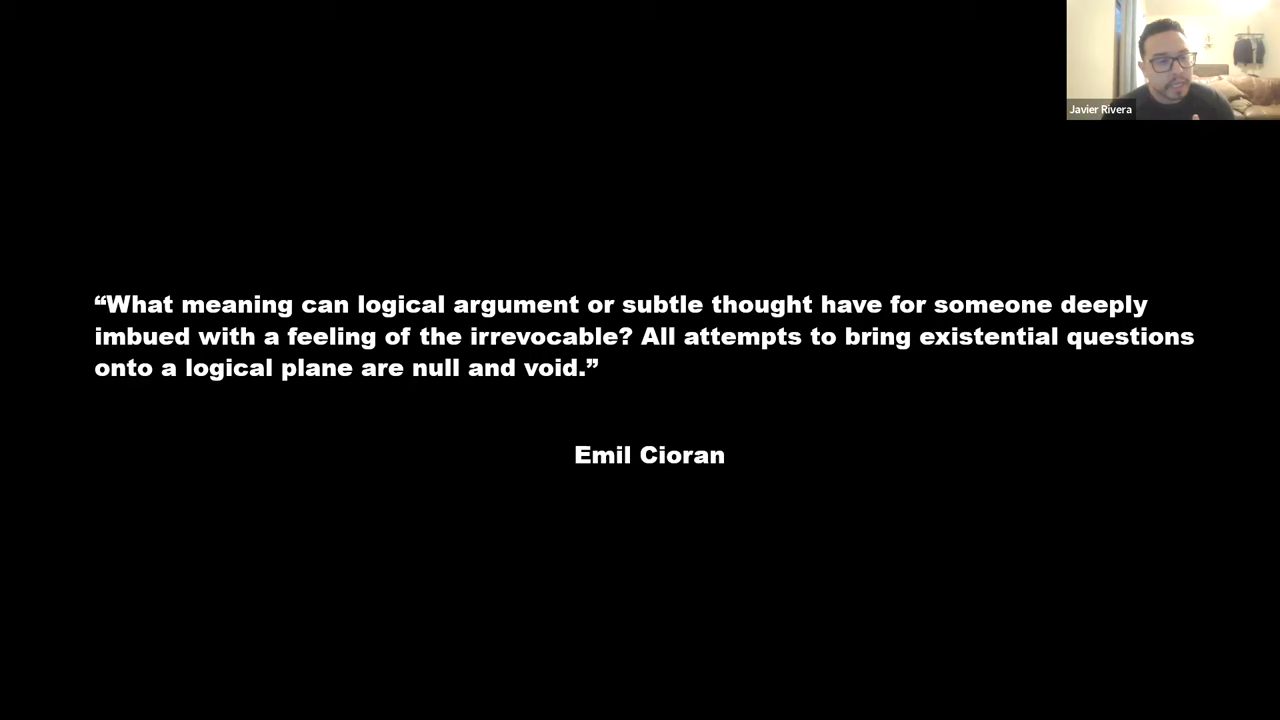 Javier Rivera
“What meaning can logical argument or subtle thought have for someone deeply
imbued with a feeling of the irrevocable? All attempts to bring existential questions
onto a logical plane are null and void.”
Emil Cioran